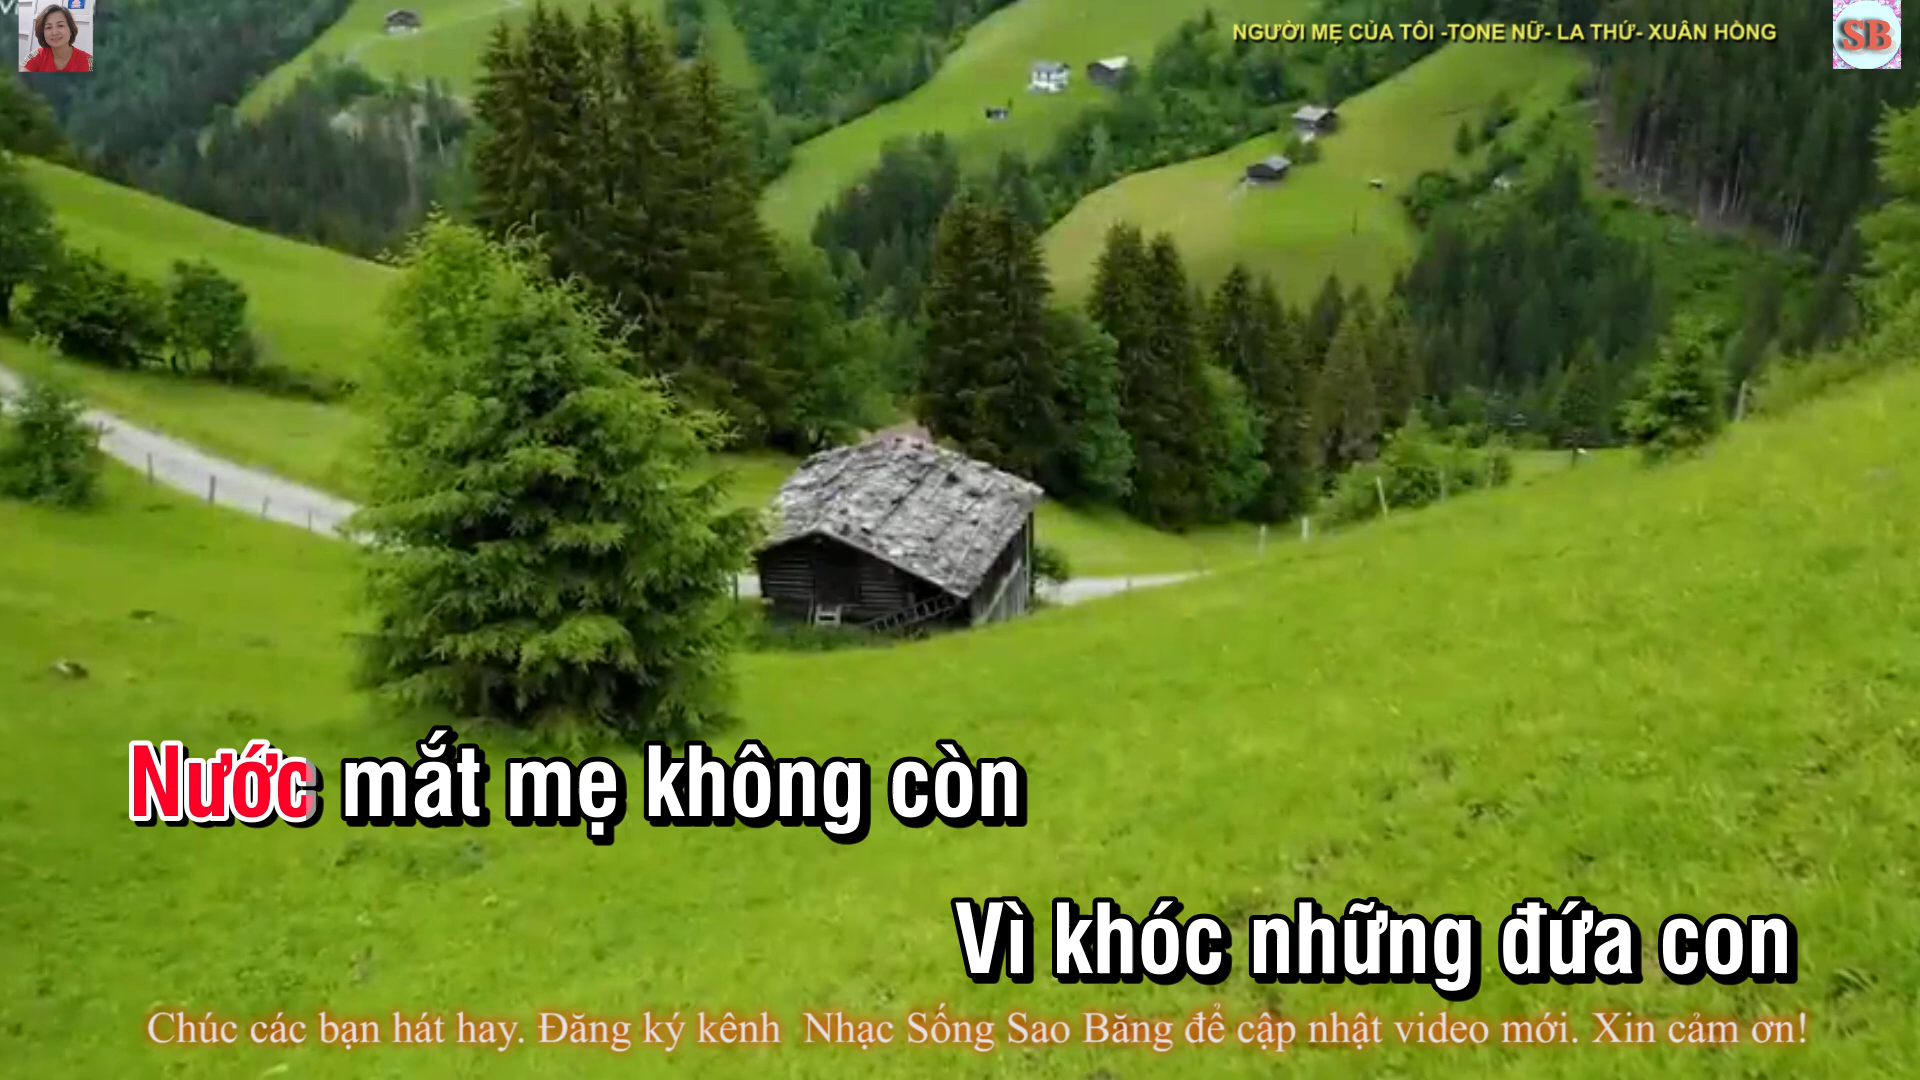 NGƯỜI MẸ CỦA TÔI -TONE NỮ- LA THỨ- XUÂN HỒNG
SB
Nước mắt mẹ không còn
Vì khóc những đứa con
Chúc các bạn hát hay. Đăng ký kênh  Nhạc Sống Sao Băng để cập nhật video mới. Xin cảm ơn!